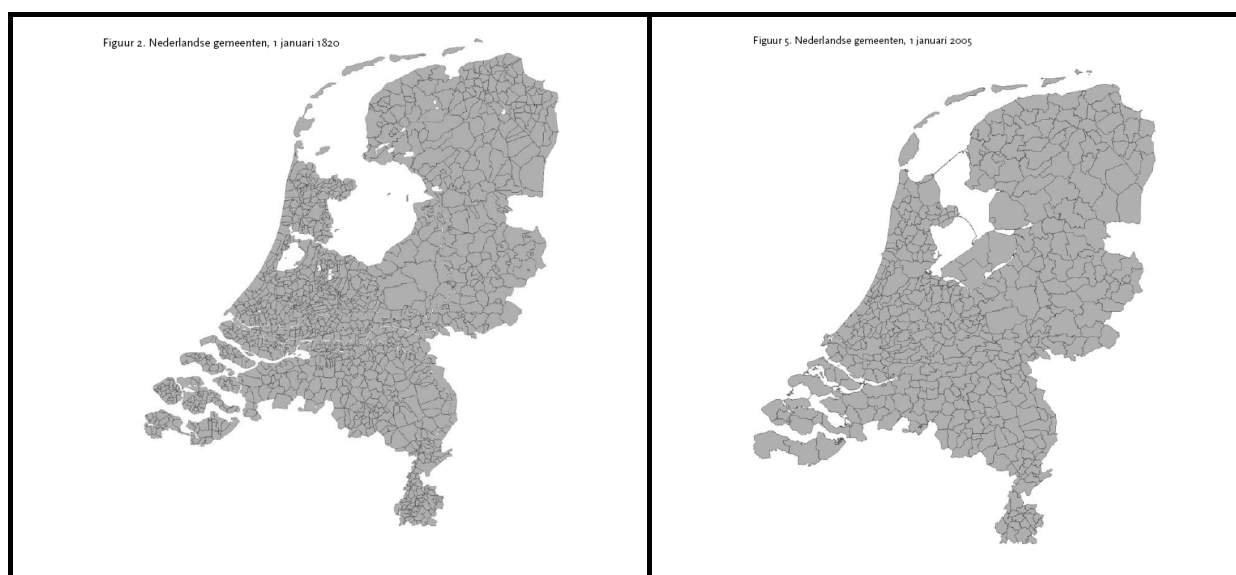 Figuur 2. Nederlandse gemeenten, 1 januari 1820
Figuur 5. Nederlandse gemeenten, 1 januari 2005